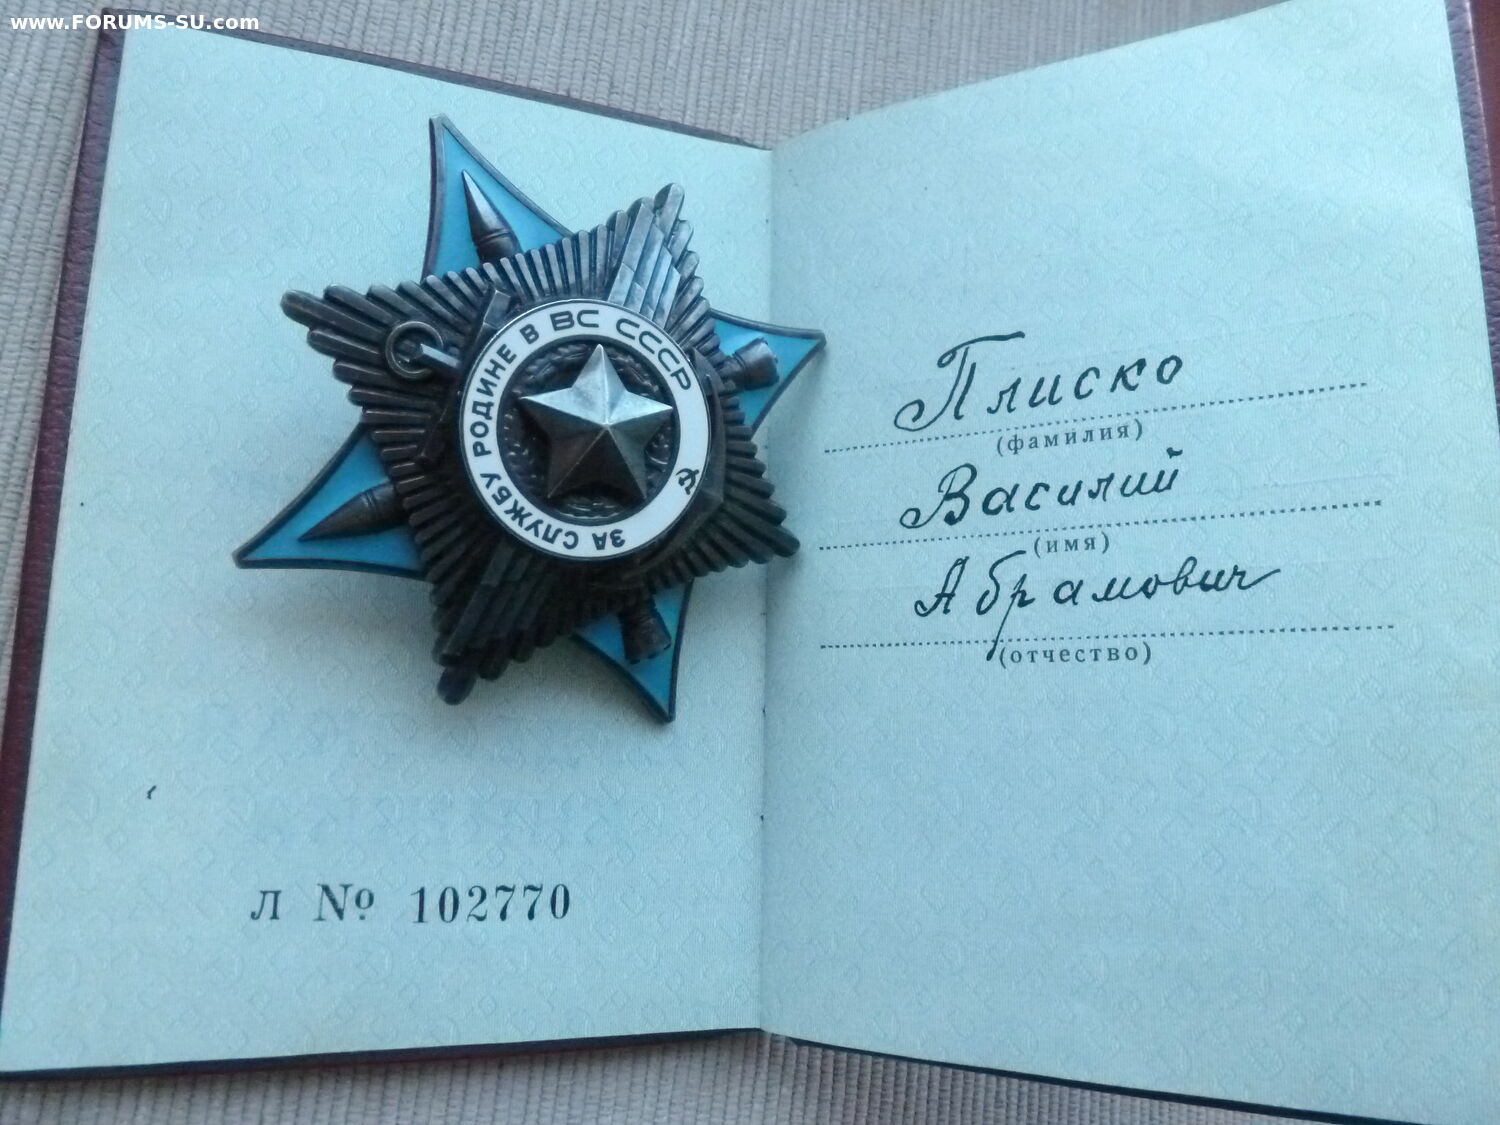 www.FORUMS-SU.com
ЗА СЛУЖБУ РОДИНЕ В ВС СССР
Л № 102770
Плиско
(фамилия)
Василий
(имя)
Абрамович
(отчество)